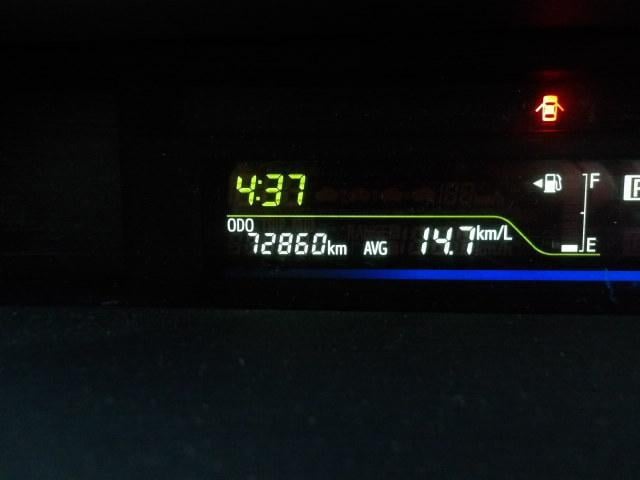 4:37
F
P
ODO
72860km AVG 14.7km/L
E